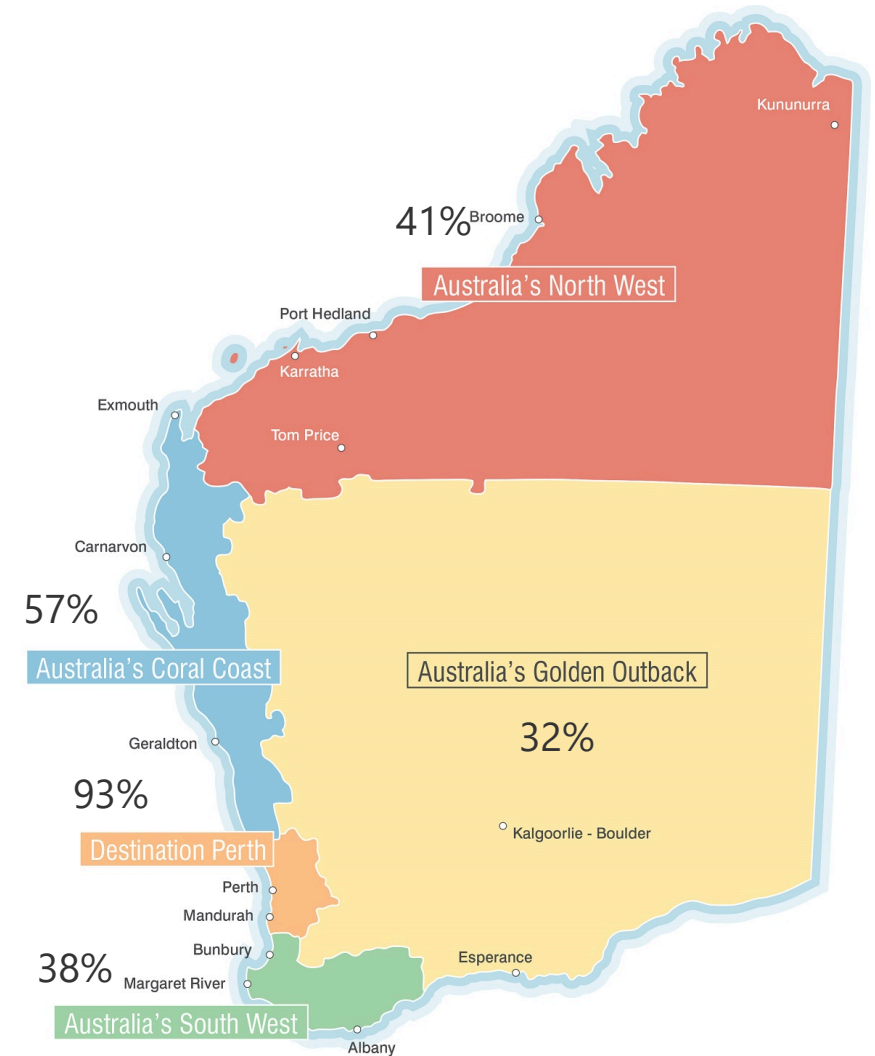 Kununurra
41%
Broome
Australia's North West
Port Hedland
Karratha
Exmouth
Tom Price
Carnarvon
57%
Australia's Coral Coast
Australia's Golden Outback
32%
Geraldton
93%
Kalgoorlie - Boulder
Destination Perth
Perth
Mandurah
Bunbury
Esperance
38%
Margaret River
Australia's South West
Albany